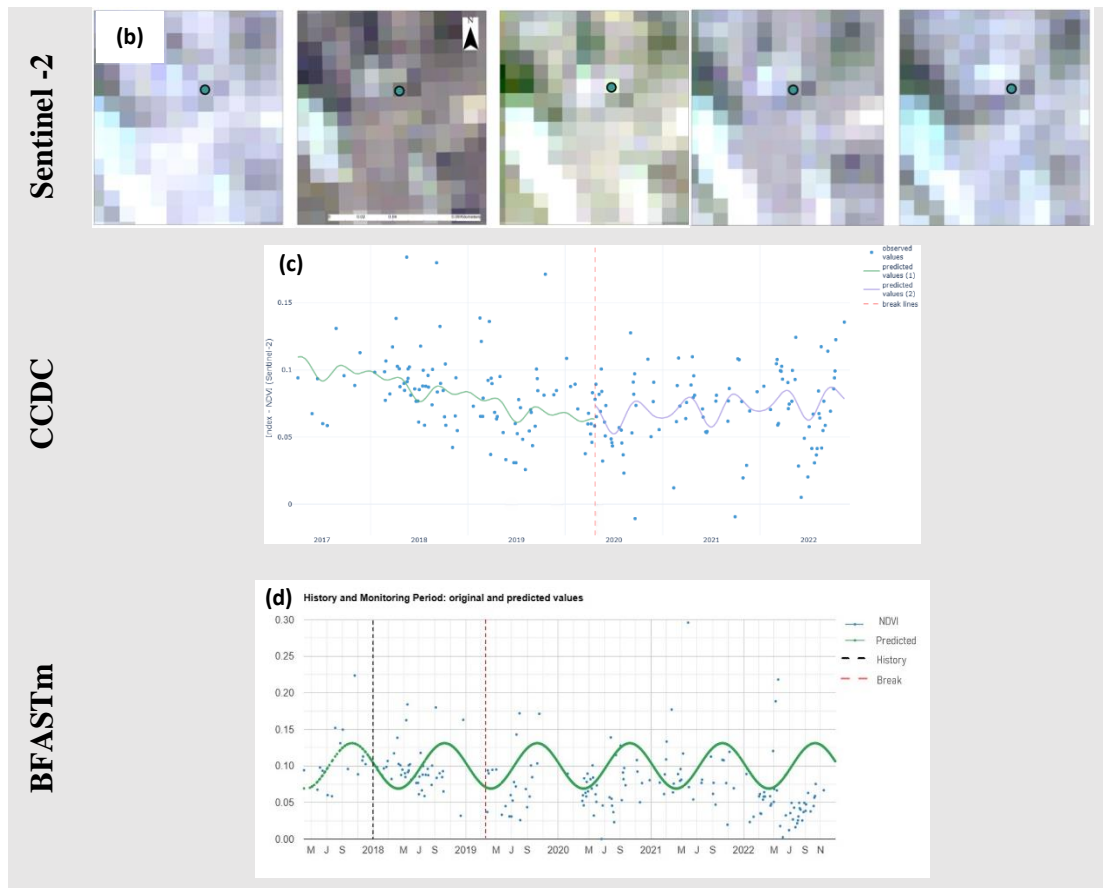 Sentinel -2
(b)
N
CCDC
(c)
observed
values
predicted
values (1)
predicted
values (2)
break lines
Index - NDVI (Sentinel-2)
0.15
0.1
0.05
0
2017 2018 2019 2020 2021 2022
BFASTm
(d)
History and Monitoring Period: original and predicted values
NDVI
Predicted
History
Break
0.30
0.25
0.20
0.15
0.10
0.05
0.00
M J S 2018 M J S 2019 M J S 2020 M J S 2021 M J S 2022 M J S N